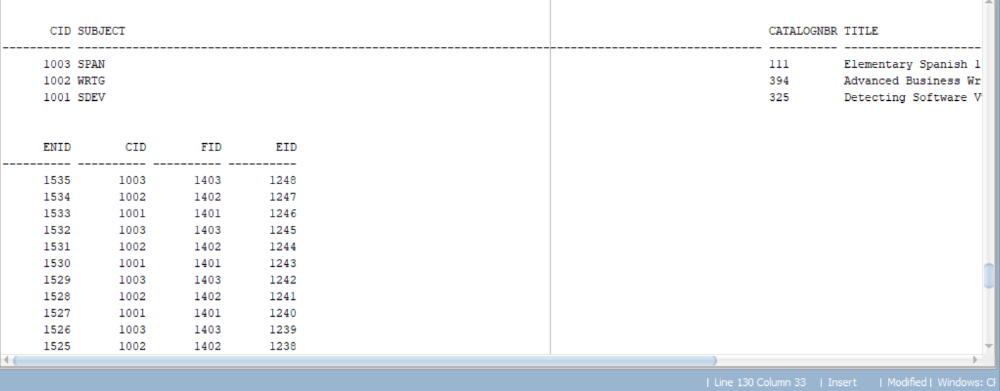 CID SUBJECT CATALOGNBR TITLE
---------- ---------------------------------------------------------------------------------------------------- ---------- --------------------
1003 SPAN 111 Elementary Spanish 1
1002 WRTG 394 Advanced Business Wr
1001 SDEV 325 Detecting Software V
ENID CID FID EID
---------- ---------- ---------- ----------
1535 1003 1403 1248
1534 1002 1402 1247
1533 1001 1401 1246
1532 1003 1403 1245
1531 1002 1402 1244
1530 1001 1401 1243
1529 1003 1403 1242
1528 1002 1402 1241
1527 1001 1401 1240
1526 1003 1403 1239
1525 1002 1402 1238
| Line 130 Column 33 | Insert | Modified | Windows: CR